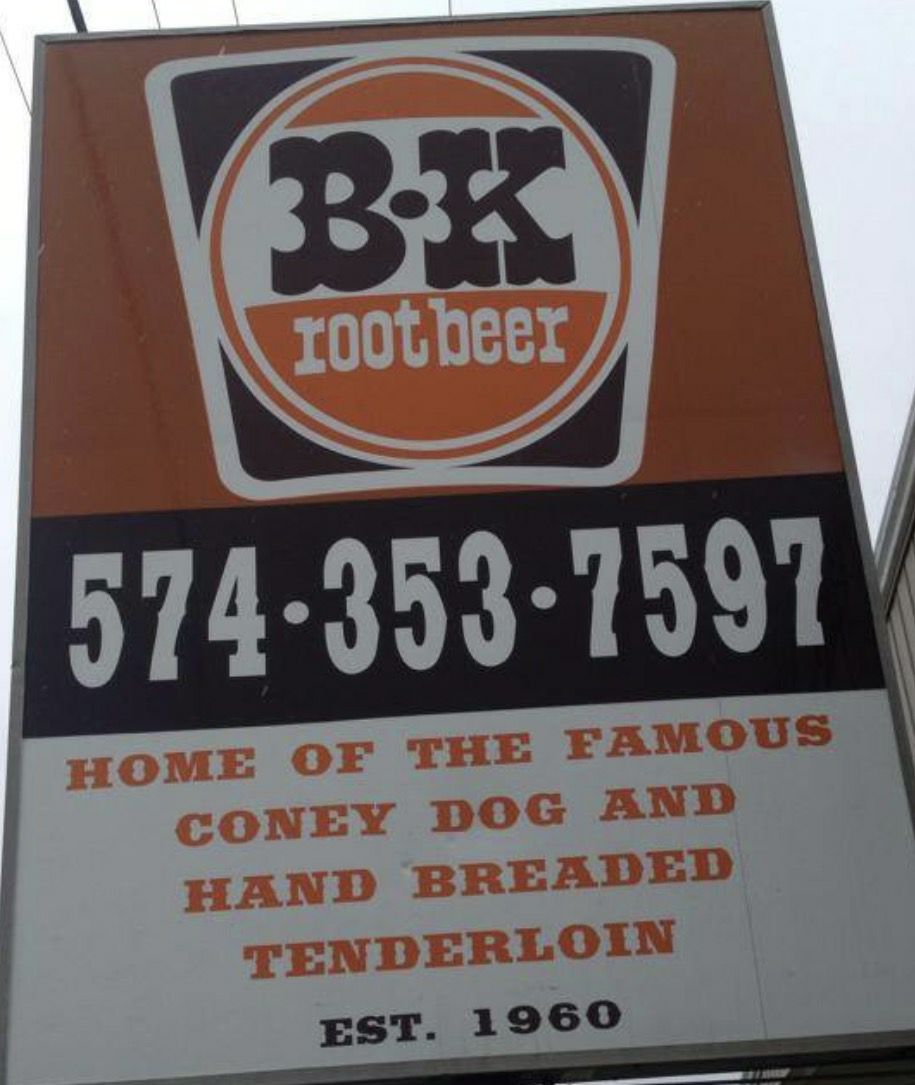 B·K
root beer
574·353·7597
HOME OF THE FAMOUS
CONEY DOG AND
HAND BREADED
TENDERLOIN
EST. 1960